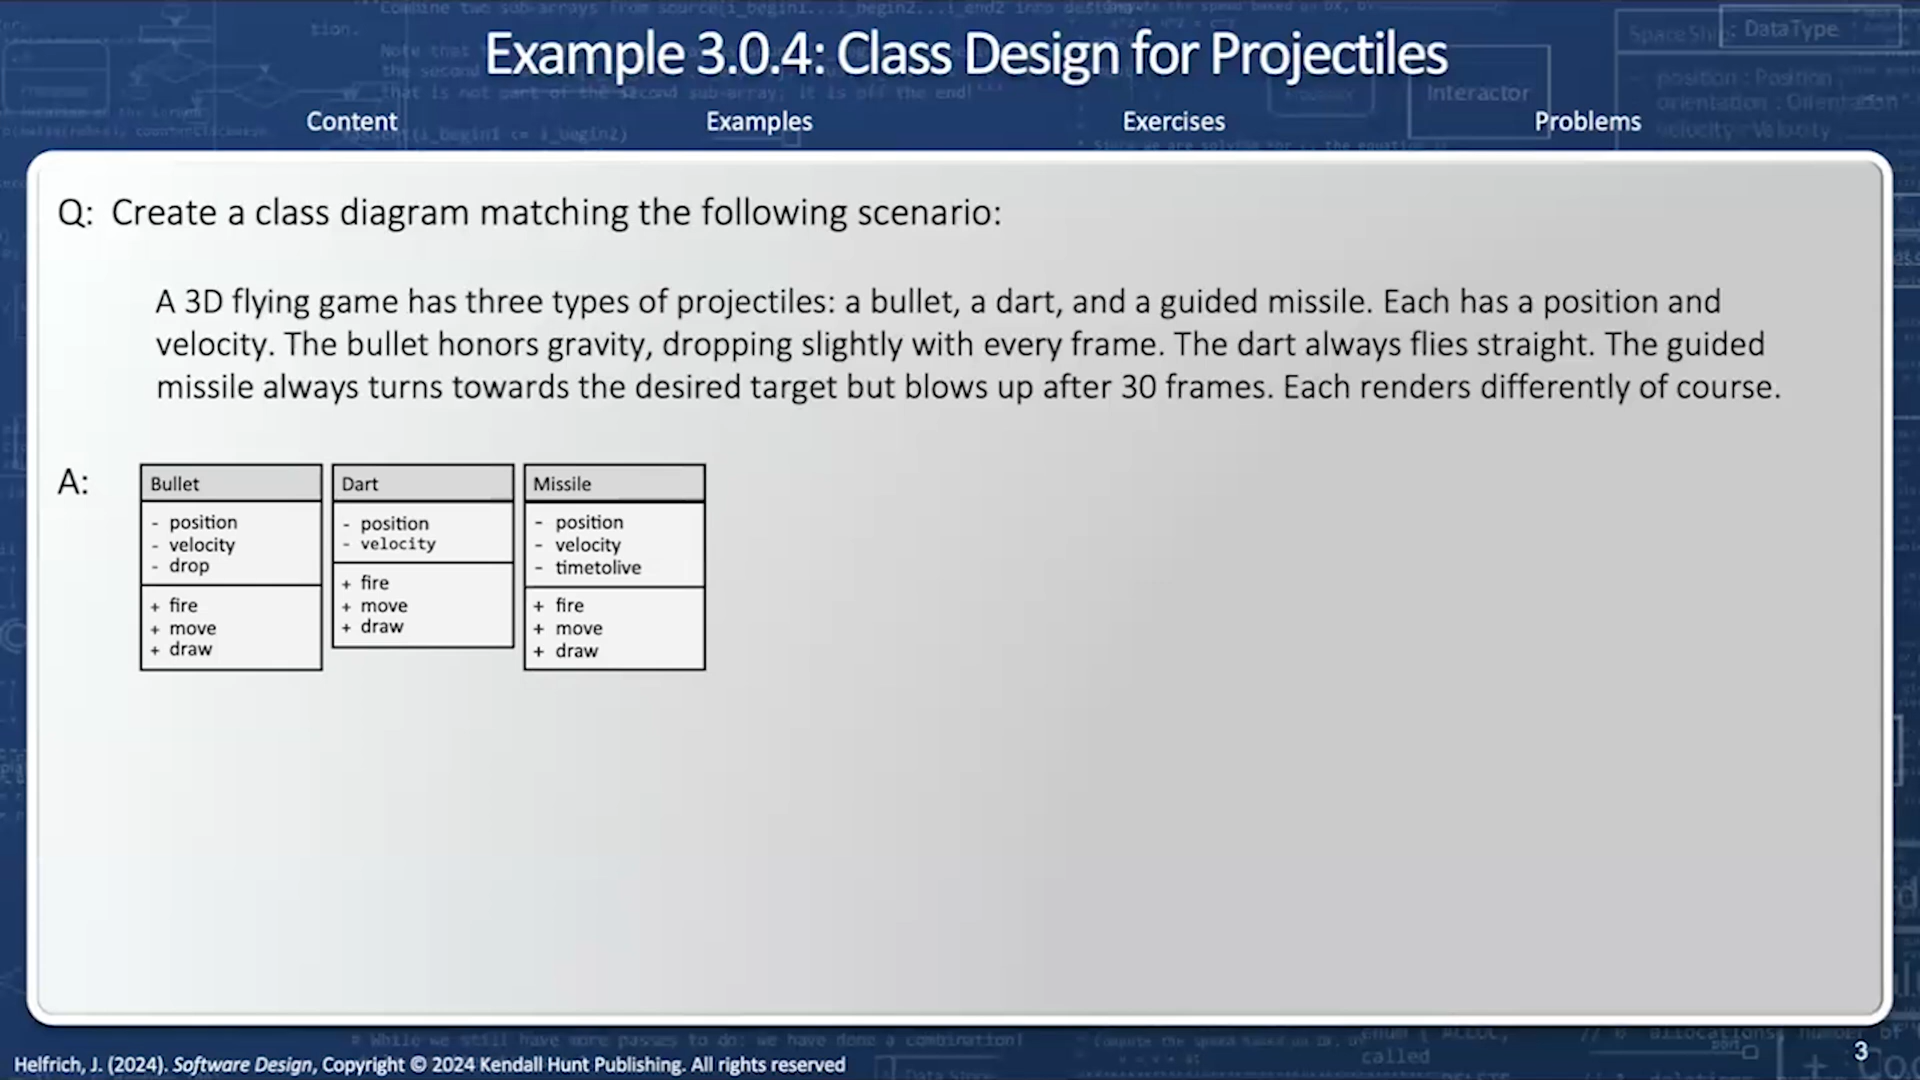 Example 3.0.4: Class Design for Projectiles
Content Examples Exercises Problems
Q: Create a class diagram matching the following scenario:
A 3D flying game has three types of projectiles: a bullet, a dart, and a guided missile. Each has a position and
velocity. The bullet honors gravity, dropping slightly with every frame. The dart always flies straight. The guided
missile always turns towards the desired target but blows up after 30 frames. Each renders differently of course.
A:
Bullet
- position
- velocity
- drop
+ fire
+ move
+ draw
Dart
- position
- velocity
+ fire
+ move
+ draw
Missile
- position
- velocity
- timetolive
+ fire
+ move
+ draw
Helfrich, J. (2024). Software Design, Copyright © 2024 Kendall Hunt Publishing. All rights reserved
3